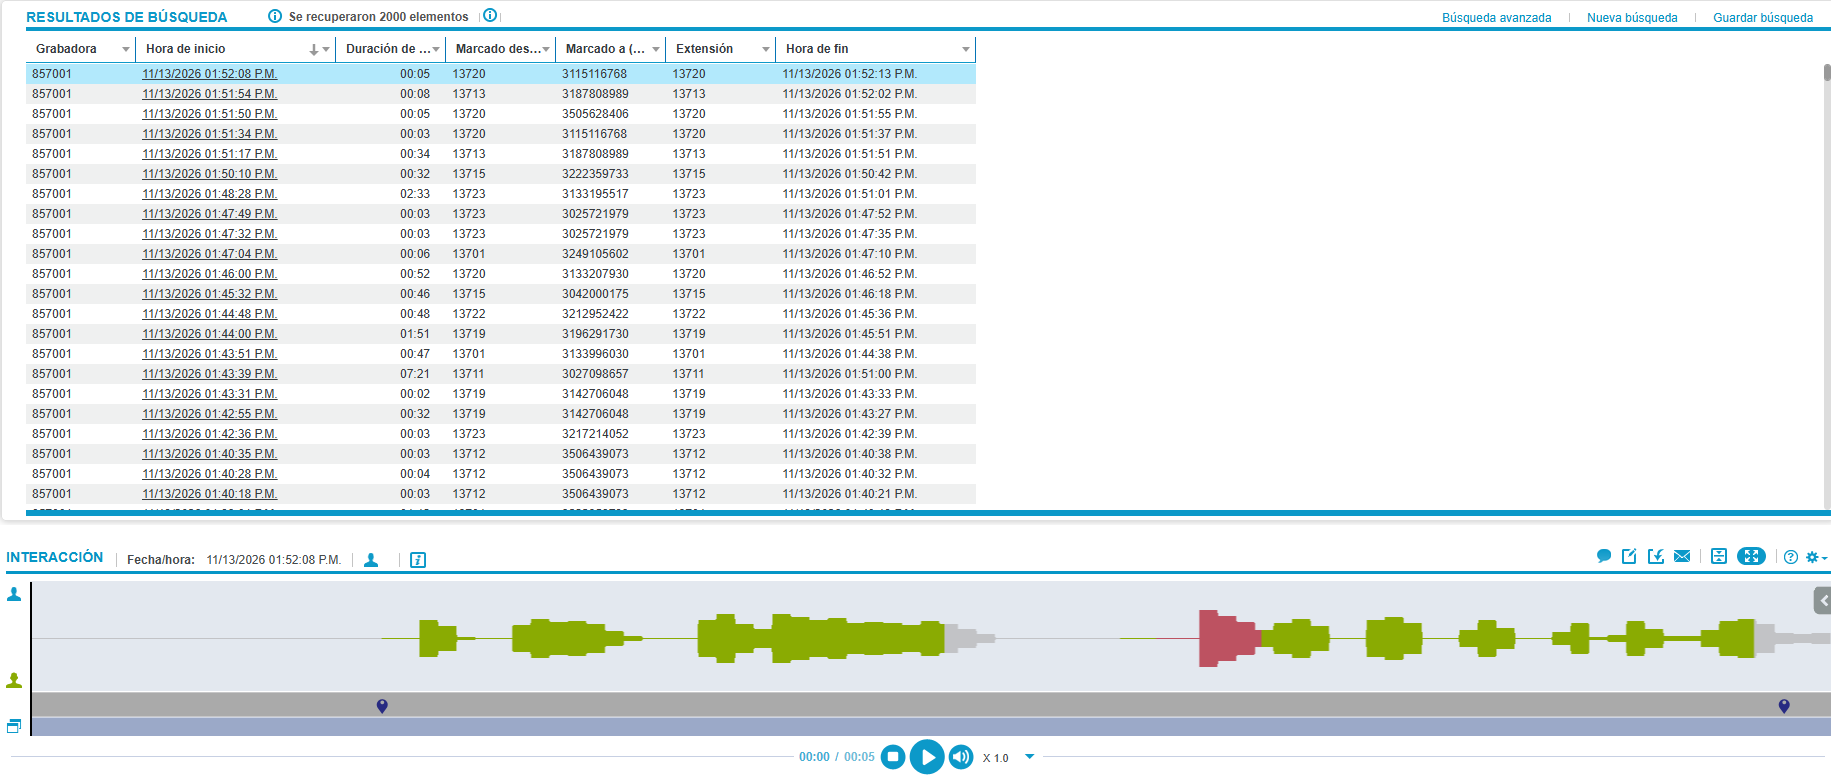 RESULTADOS DE BÚSQUEDA Se recuperaron 2000 elementos Búsqueda avanzada Nueva búsqueda Guardar búsqueda
Grabadora Hora de inicio Duración de ... Marcado des... Marcado a (... Extensión Hora de fin
857001 11/13/2026 01:52:08 P.M. 00:05 13720 3115116768 13720 11/13/2026 01:52:13 P.M.
857001 11/13/2026 01:51:54 P.M. 00:08 13713 3187808989 13713 11/13/2026 01:52:02 P.M.
857001 11/13/2026 01:51:50 P.M. 00:05 13720 3505628406 13720 11/13/2026 01:51:55 P.M.
857001 11/13/2026 01:51:34 P.M. 00:03 13720 3115116768 13720 11/13/2026 01:51:37 P.M.
857001 11/13/2026 01:51:17 P.M. 00:34 13713 3187808989 13713 11/13/2026 01:51:51 P.M.
857001 11/13/2026 01:50:10 P.M. 00:32 13715 3222359733 13715 11/13/2026 01:50:42 P.M.
857001 11/13/2026 01:48:28 P.M. 02:33 13723 3133195517 13723 11/13/2026 01:51:01 P.M.
857001 11/13/2026 01:47:49 P.M. 00:03 13723 3025721979 13723 11/13/2026 01:47:52 P.M.
857001 11/13/2026 01:47:32 P.M. 00:03 13723 3025721979 13723 11/13/2026 01:47:35 P.M.
857001 11/13/2026 01:47:04 P.M. 00:06 13701 3249105602 13701 11/13/2026 01:47:10 P.M.
857001 11/13/2026 01:46:00 P.M. 00:52 13720 3133207930 13720 11/13/2026 01:46:52 P.M.
857001 11/13/2026 01:45:32 P.M. 00:46 13715 3042000175 13715 11/13/2026 01:46:18 P.M.
857001 11/13/2026 01:44:48 P.M. 00:48 13722 3212952422 13722 11/13/2026 01:45:36 P.M.
857001 11/13/2026 01:44:00 P.M. 01:51 13719 3196291730 13719 11/13/2026 01:45:51 P.M.
857001 11/13/2026 01:43:51 P.M. 00:47 13701 3133996030 13701 11/13/2026 01:44:38 P.M.
857001 11/13/2026 01:43:39 P.M. 07:21 13711 3027098657 13711 11/13/2026 01:51:00 P.M.
857001 11/13/2026 01:43:31 P.M. 00:02 13719 3142706048 13719 11/13/2026 01:43:33 P.M.
857001 11/13/2026 01:42:55 P.M. 00:32 13719 3142706048 13719 11/13/2026 01:43:27 P.M.
857001 11/13/2026 01:42:36 P.M. 00:03 13723 3217214052 13723 11/13/2026 01:42:39 P.M.
857001 11/13/2026 01:40:35 P.M. 00:03 13712 3506439073 13712 11/13/2026 01:40:38 P.M.
857001 11/13/2026 01:40:28 P.M. 00:04 13712 3506439073 13712 11/13/2026 01:40:32 P.M.
857001 11/13/2026 01:40:18 P.M. 00:03 13712 3506439073 13712 11/13/2026 01:40:21 P.M.
INTERACCIÓN Fecha/hora: 11/13/2026 01:52:08 P.M.
00:00 / 00:05 X 1.0